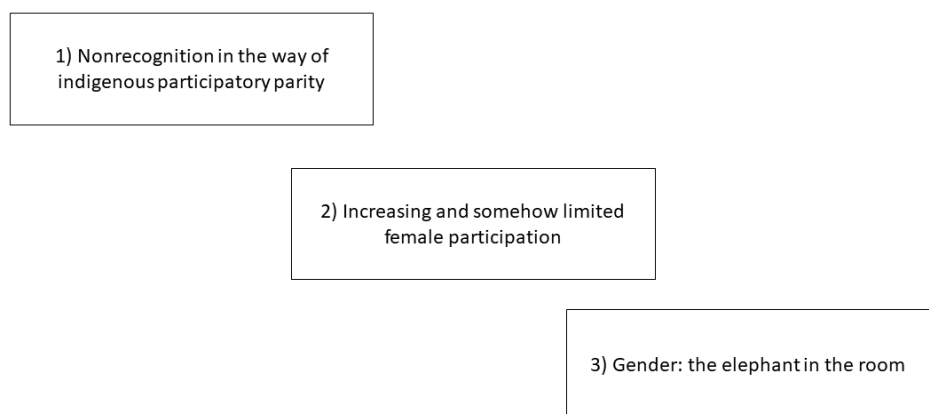 1) Nonrecognition in the way of
indigenous participatory parity
2) Increasing and somehow limited
female participation
3) Gender: the elephant in the room